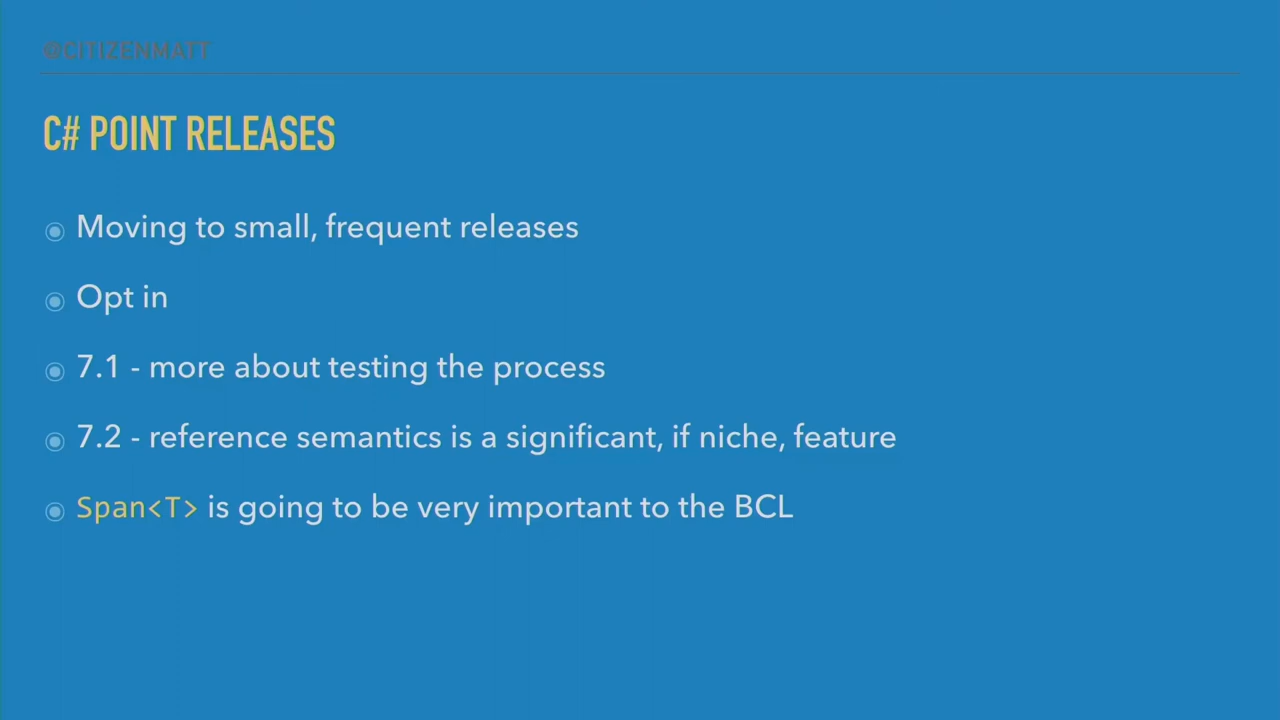 @CITIZENMATT
C# POINT RELEASES
Moving to small, frequent releases
Opt in
7.1 - more about testing the process
7.2 - reference semantics is a significant, if niche, feature
Span<T> is going to be very important to the BCL